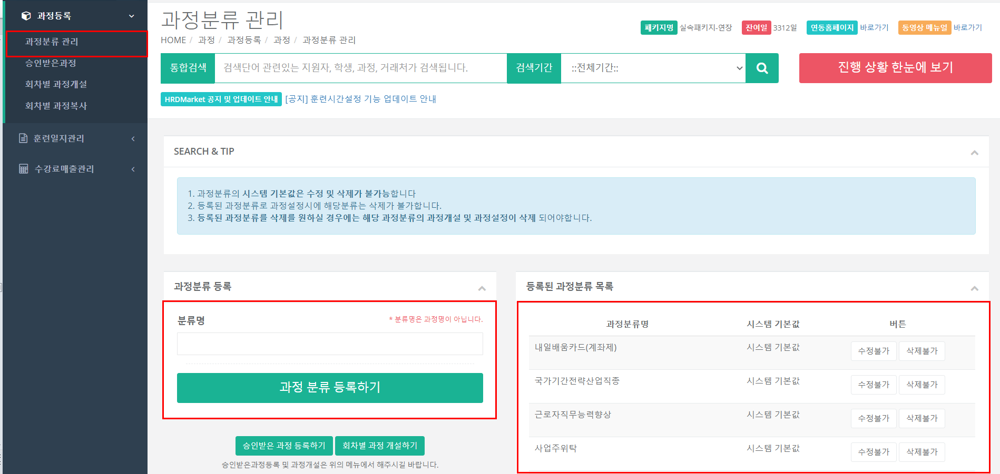 과정등록
과정분류 관리
승인받은과정
회차별 과정개설
회차별 과정복사
훈련일지관리
수강료매출관리
과정분류 관리
HOME / 과정 / 과정등록 / 과정 / 과정분류 관리
패키지명 실속패키지-연장 잔여일 3312일 연동홈페이지 바로가기 동영상 메뉴얼 바로가기
통합검색 검색단어 관련있는 지원자, 학생, 과정, 거래처가 검색됩니다. 검색기간 ::전체기간:: 진행 상황 한눈에 보기
HRDMarket 공지 및 업데이트 안내 [공지] 훈련시간설정 기능 업데이트 안내
SEARCH & TIP
1. 과정분류의 시스템 기본값은 수정 및 삭제가 불가능합니다
2. 등록된 과정분류로 과정설정시에 해당분류는 삭제가 불가합니다.
3. 등록된 과정분류를 삭제를 원하실 경우에는 해당 과정분류의 과정개설 및 과정설정이 삭제 되어야합니다.
과정분류 등록
분류명 * 분류명은 과정명이 아닙니다.
과정 분류 등록하기
승인받은 과정 등록하기 회차별 과정 개설하기
승인받은과정등록 및 과정개설은 위의 메뉴에서 해주시길 바랍니다.
등록된 과정분류 목록
과정분류명 시스템 기본값 버튼
내일배움카드(계좌제) 시스템 기본값 수정불가 삭제불가
국가기간전략산업직종 시스템 기본값 수정불가 삭제불가
근로자직무능력향상 시스템 기본값 수정불가 삭제불가
사업주위탁 시스템 기본값 수정불가 삭제불가